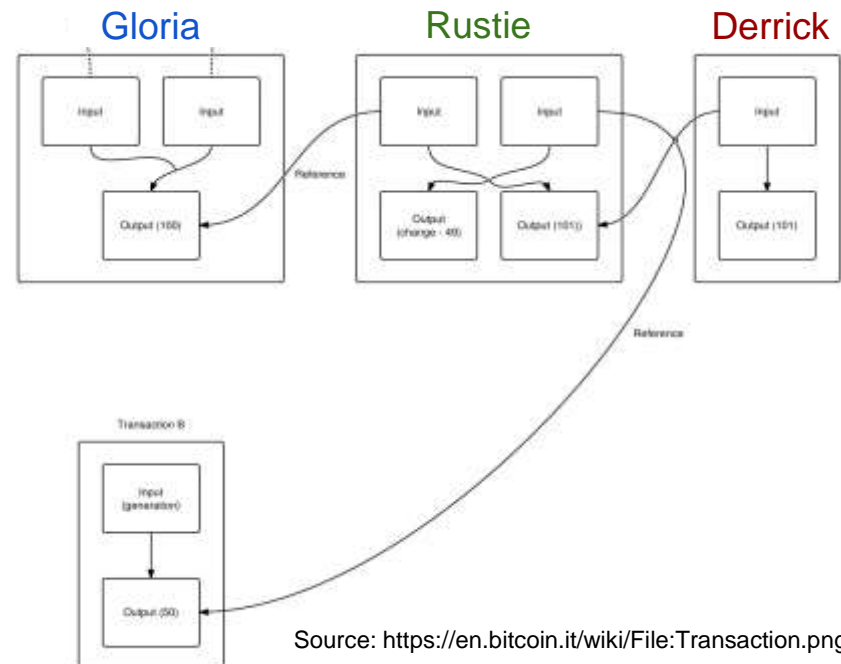 Gloria
Rustie
Derrick
Input
Input
Input
Input
Input
Reference
Output (100)
Output
(change - 49)
Output (101))
Output (101)
Reference
Transaction B
Input
(generation)
Output (50)
Source: https://en.bitcoin.it/wiki/File:Transaction.png